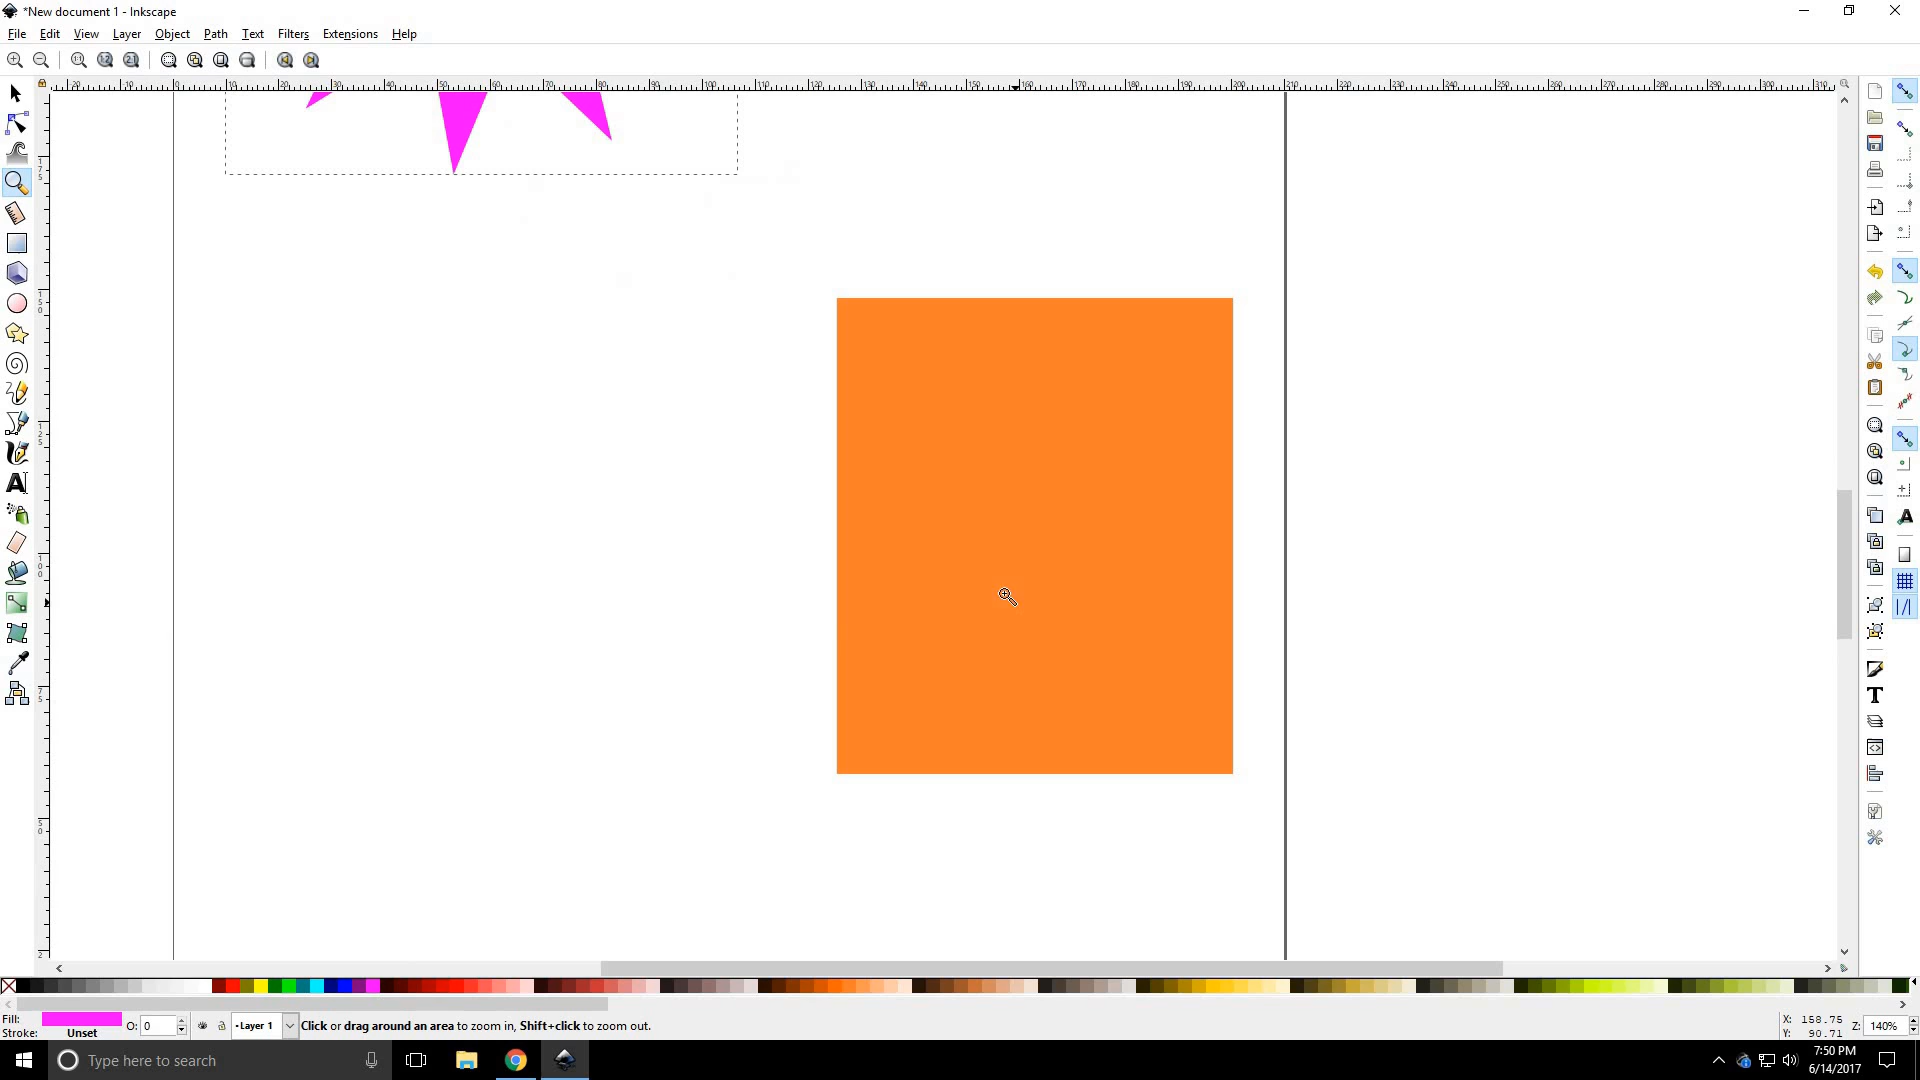 *New document 1 - Inkscape
File Edit View Layer Object Path Text Filters Extensions Help
Fill:
Stroke: Unset
O: 0
•Layer 1
Click or drag around an area to zoom in, Shift+click to zoom out.
X: 158.75
Y: 90.71
Z: 140%
Type here to search
7:50 PM
6/14/2017